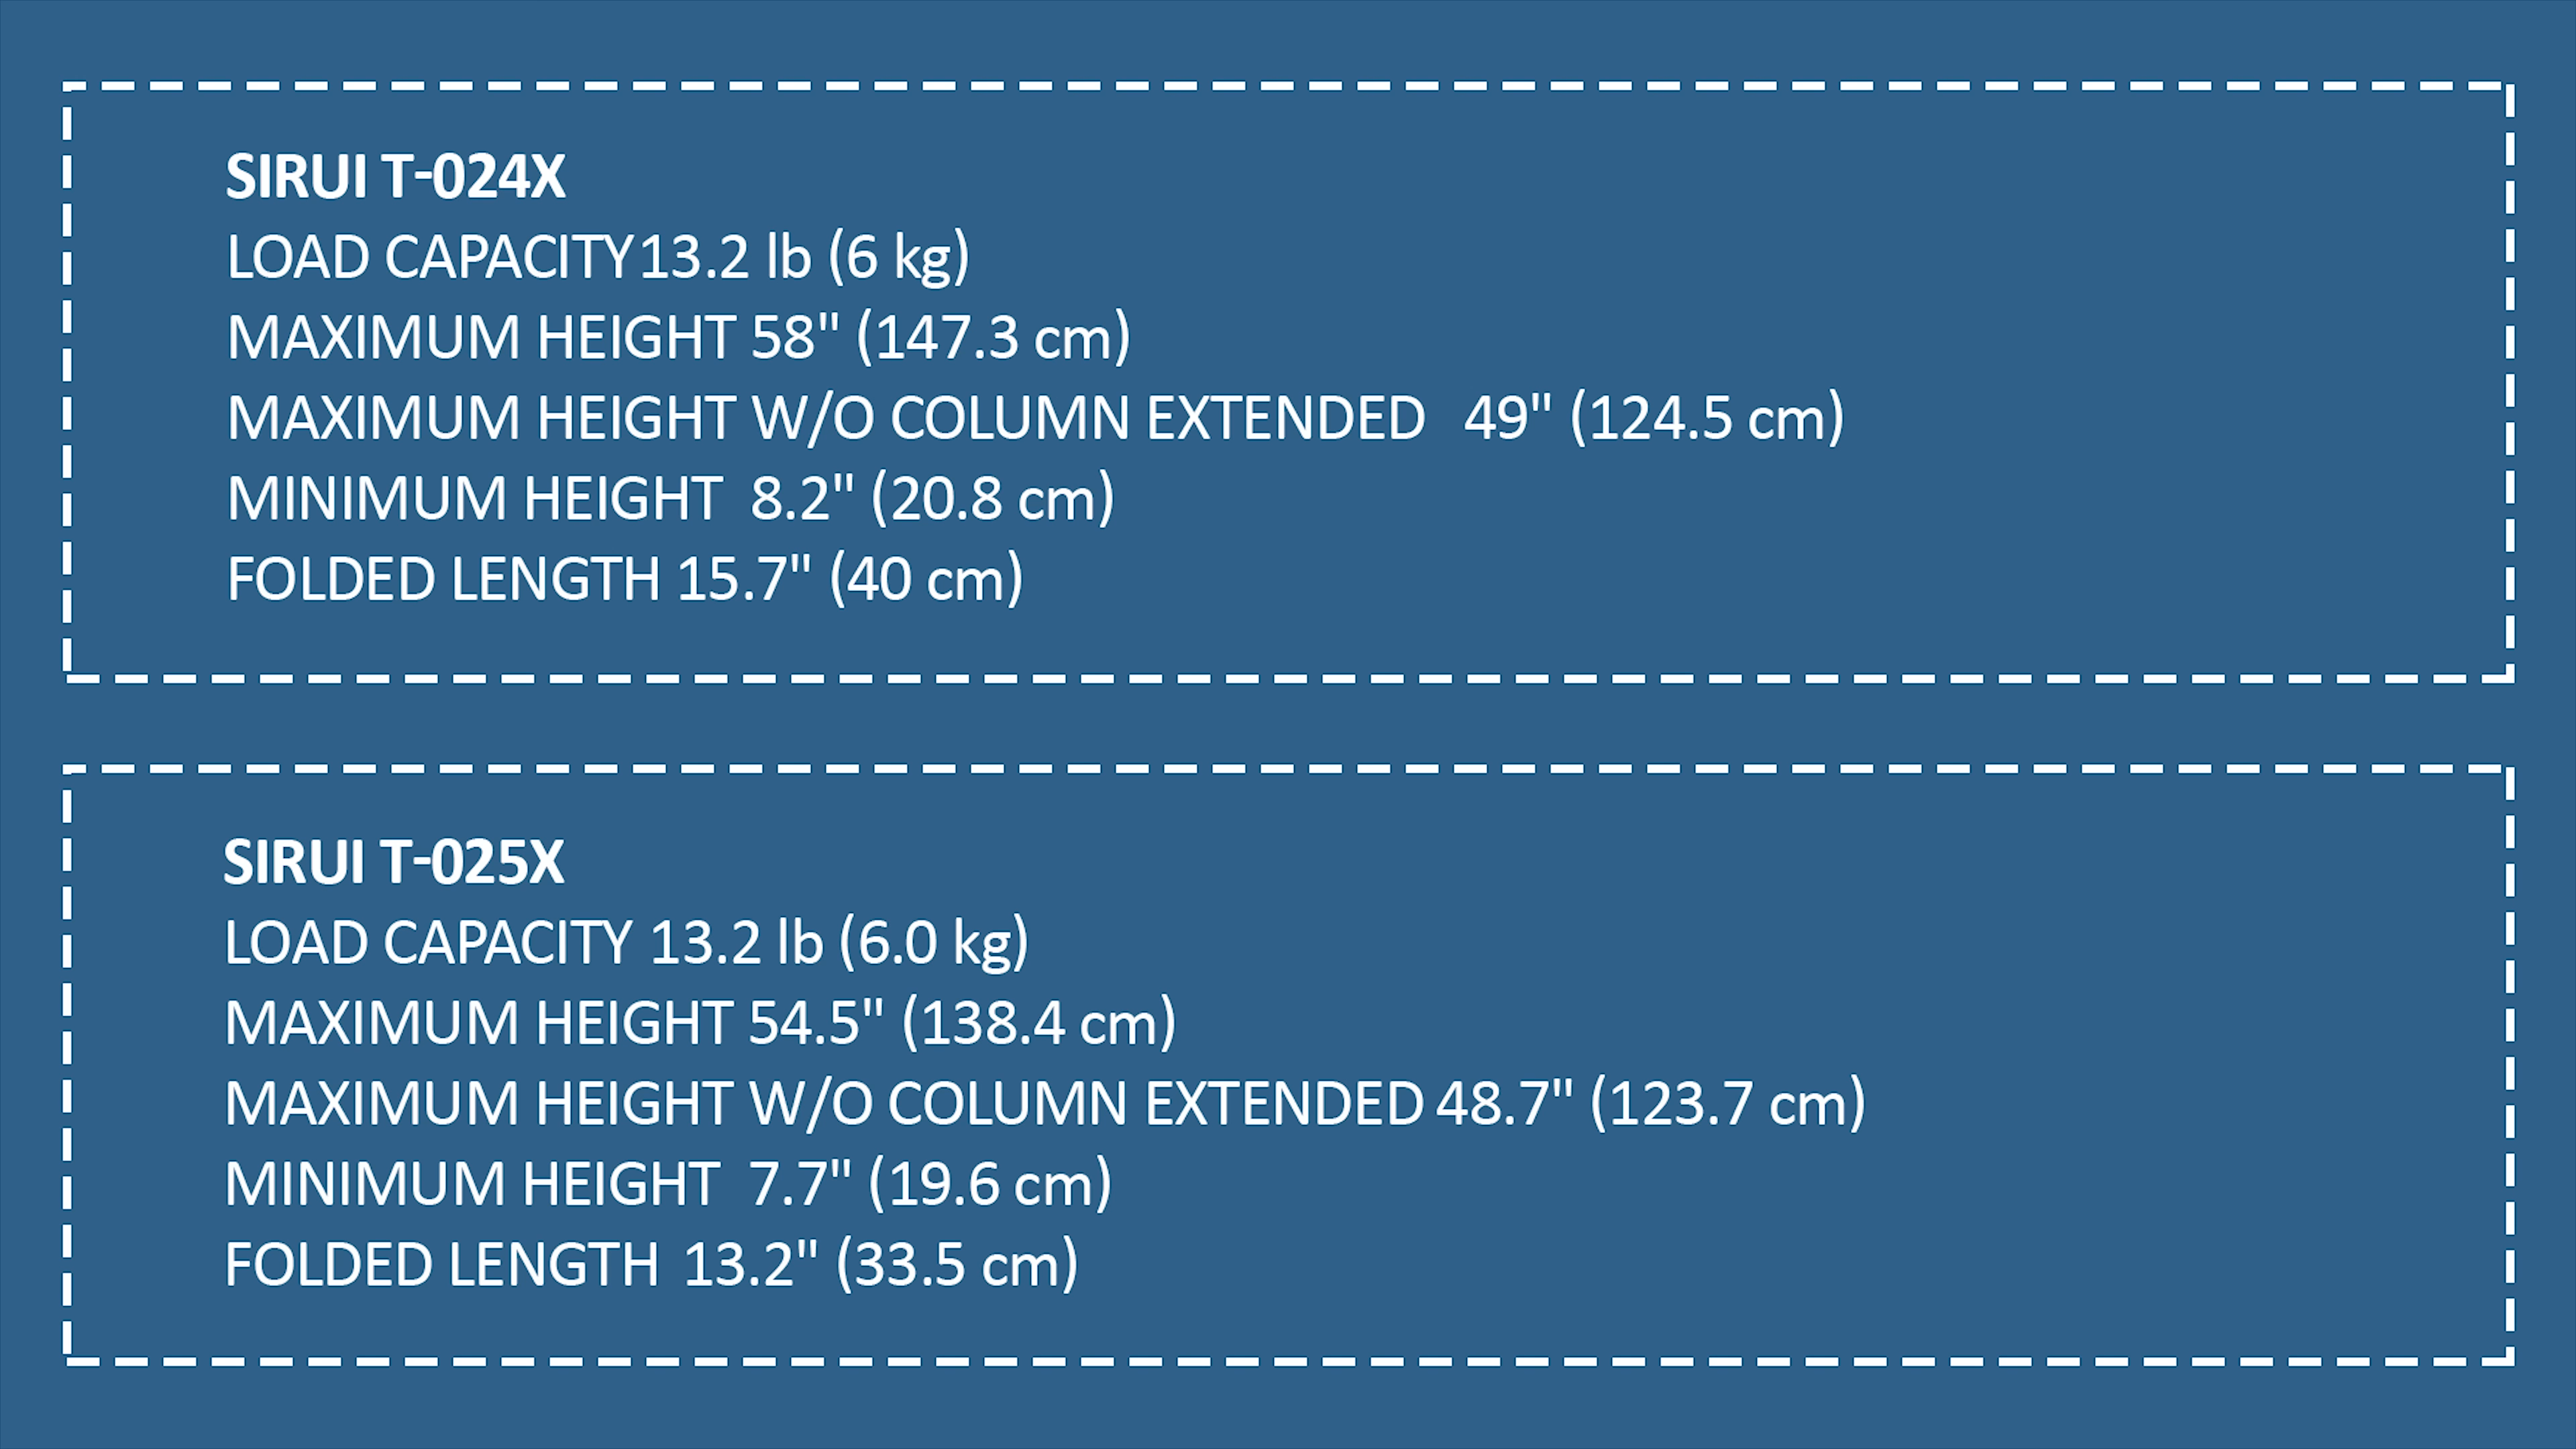 SIRUI T-024X
LOAD CAPACITY 13.2 lb (6 kg)
MAXIMUM HEIGHT 58" (147.3 cm)
MAXIMUM HEIGHT W/O COLUMN EXTENDED 49" (124.5 cm)
MINIMUM HEIGHT 8.2" (20.8 cm)
FOLDED LENGTH 15.7" (40 cm)
SIRUI T-025X
LOAD CAPACITY 13.2 lb (6.0 kg)
MAXIMUM HEIGHT 54.5" (138.4 cm)
MAXIMUM HEIGHT W/O COLUMN EXTENDED 48.7" (123.7 cm)
MINIMUM HEIGHT 7.7" (19.6 cm)
FOLDED LENGTH 13.2" (33.5 cm)